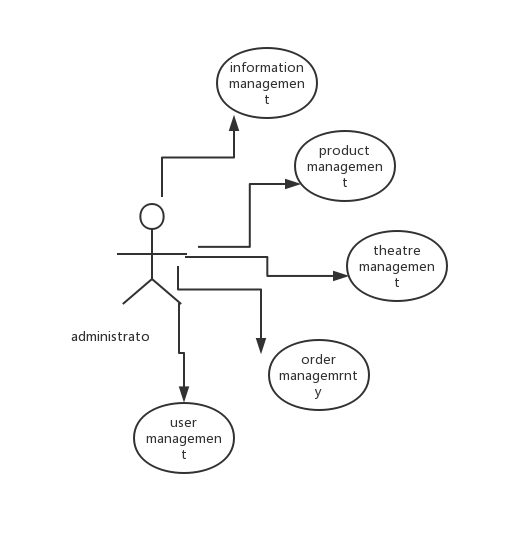 information
managemen
t
product
managemen
t
theatre
managemen
t
administrato
order
managemrnt
y
user
managemen
t